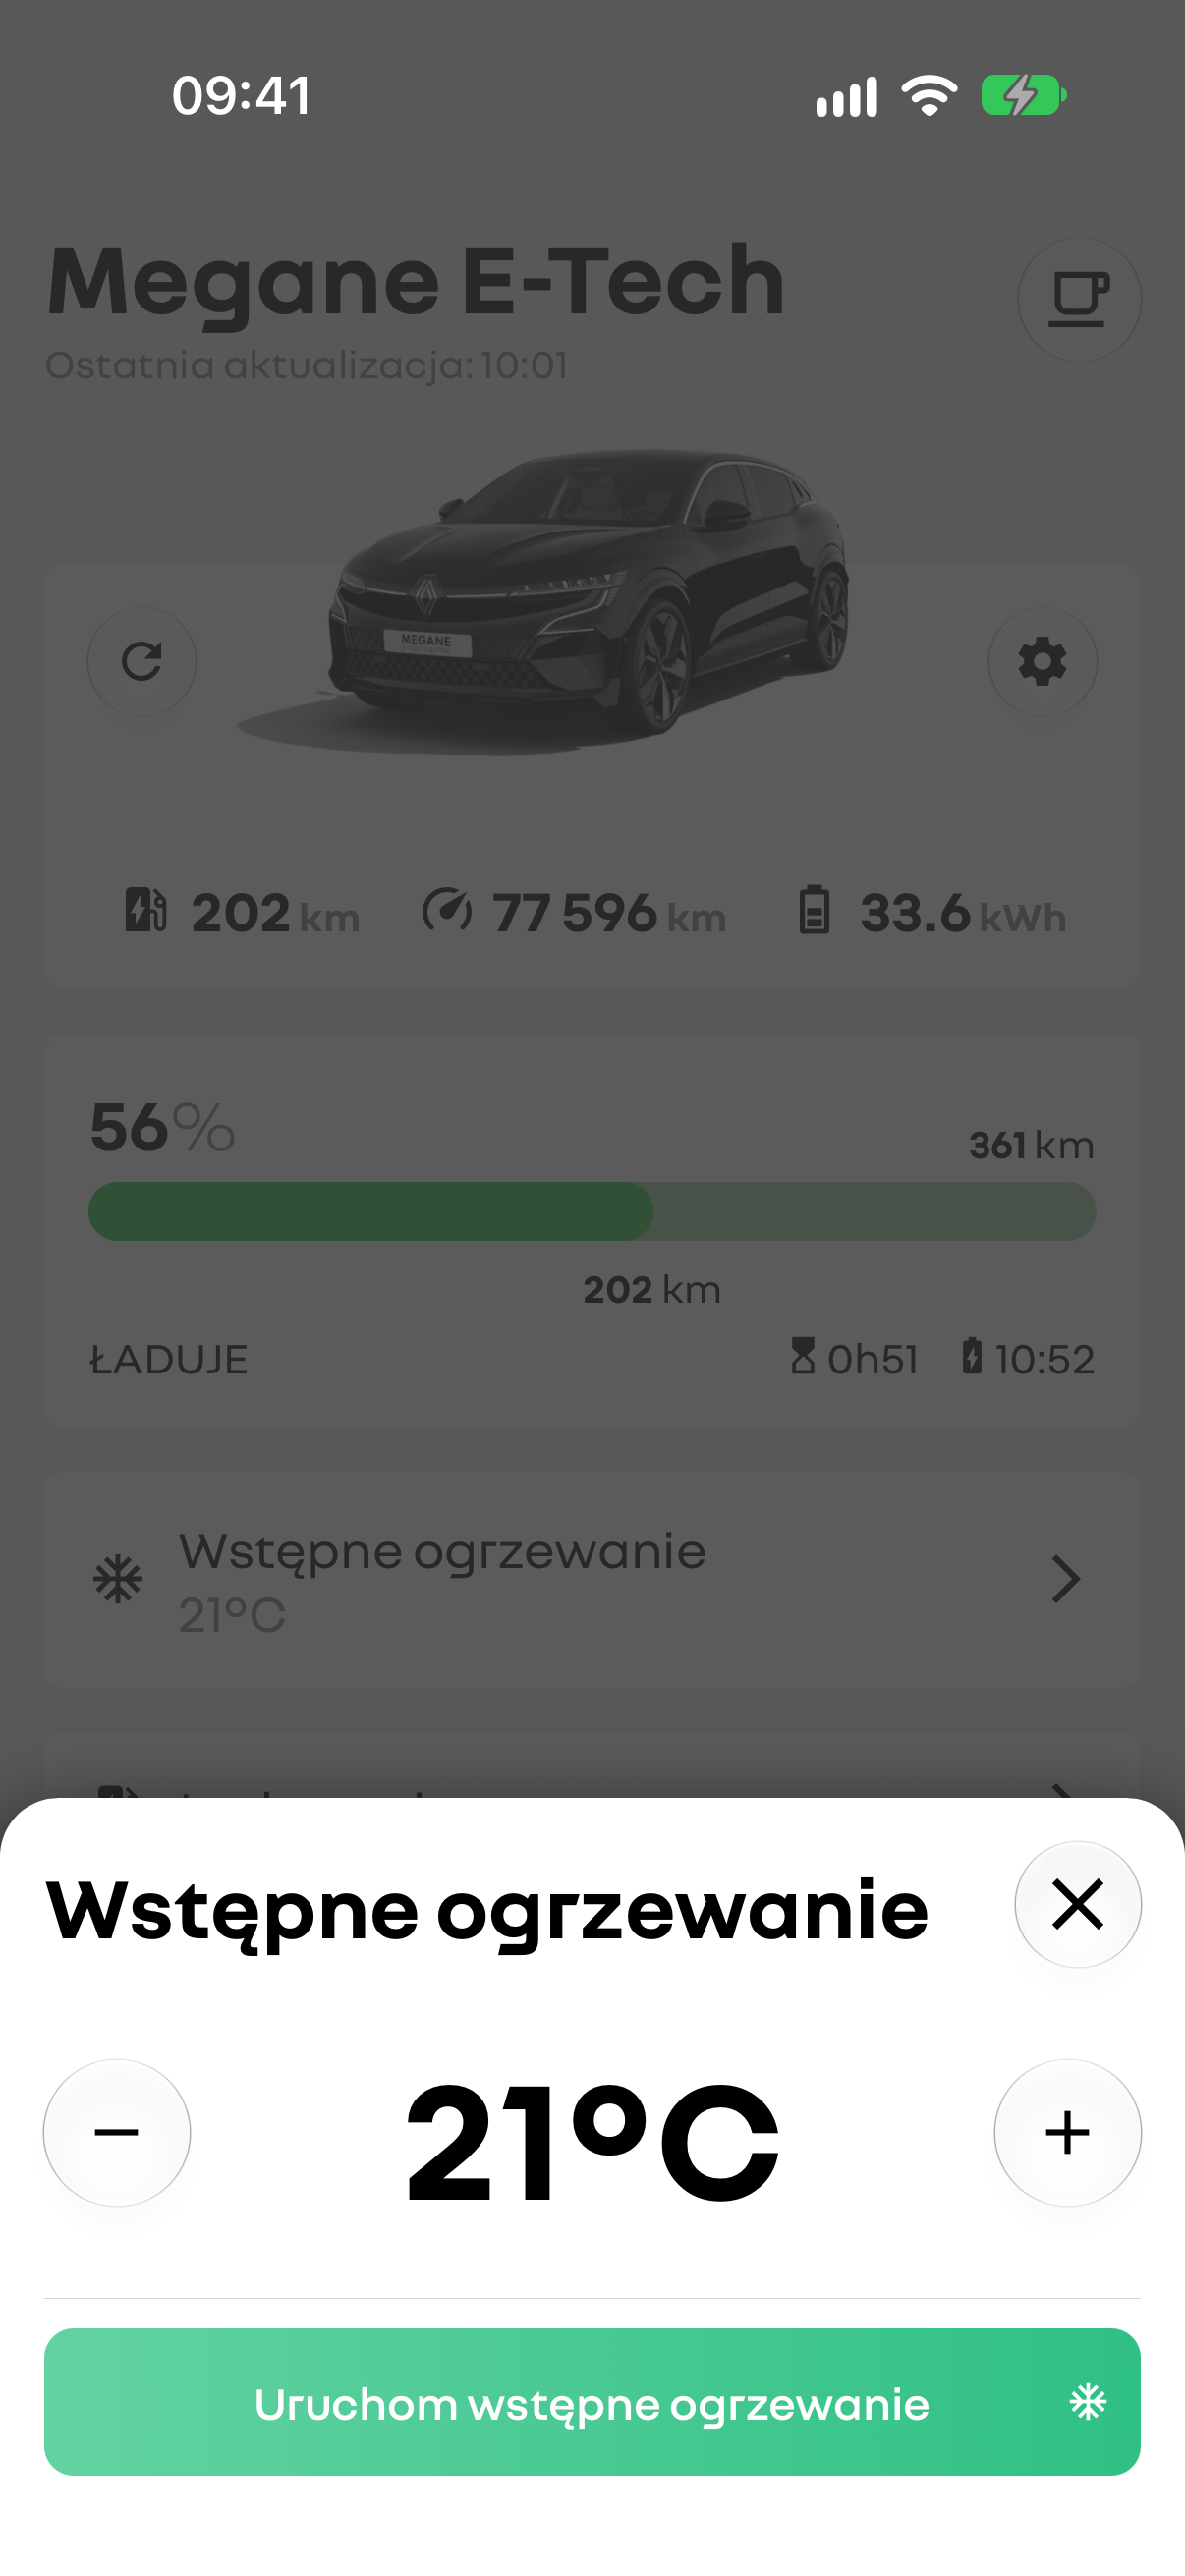 09:41
Megane E-Tech
Ostatnia aktualizacja: 10:01
MEGANE
202 km 77 596 km 33.6 kWh
56%
361 km
202 km
ŁADUJE 0h51 10:52
Wstępne ogrzewanie
21°C
Wstępne ogrzewanie
21°C
Uruchom wstępne ogrzewanie